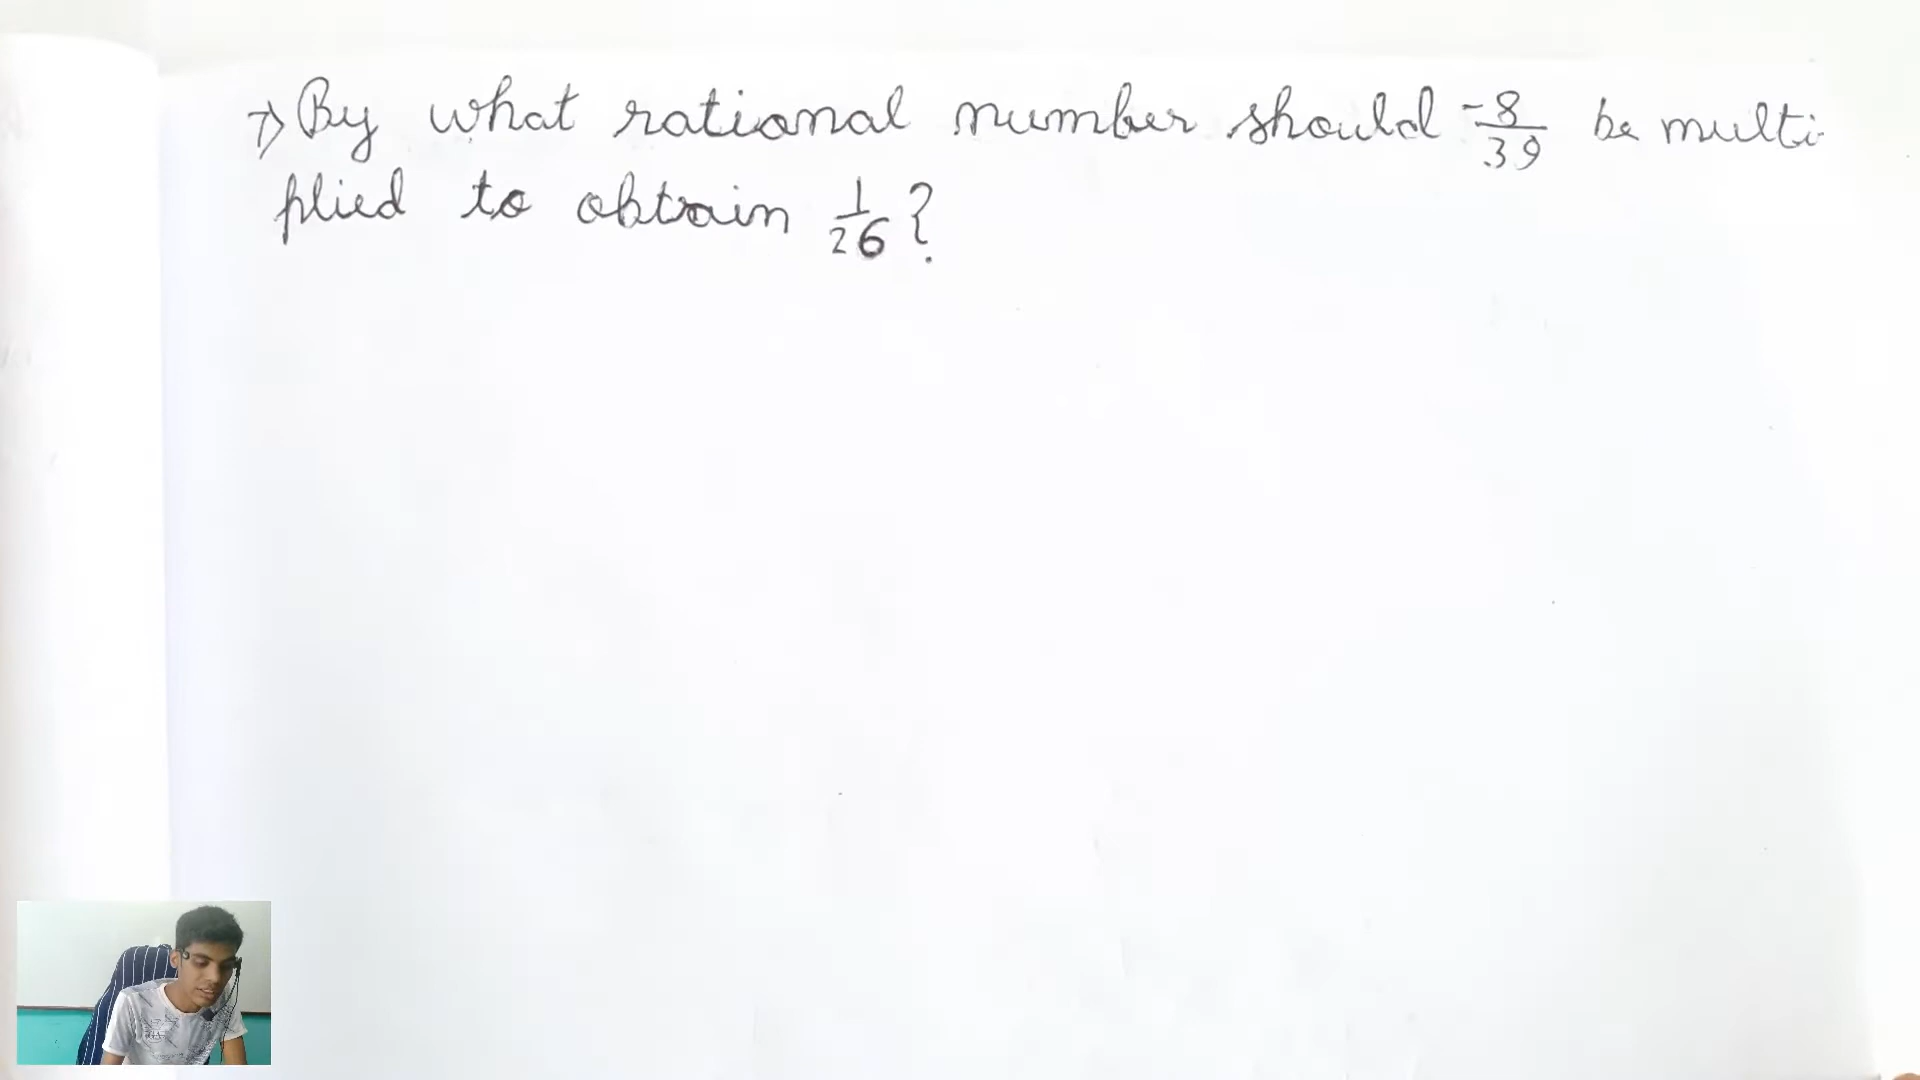 7) By what rational number should -8/39 be multi-
plied to obtain 1/26?